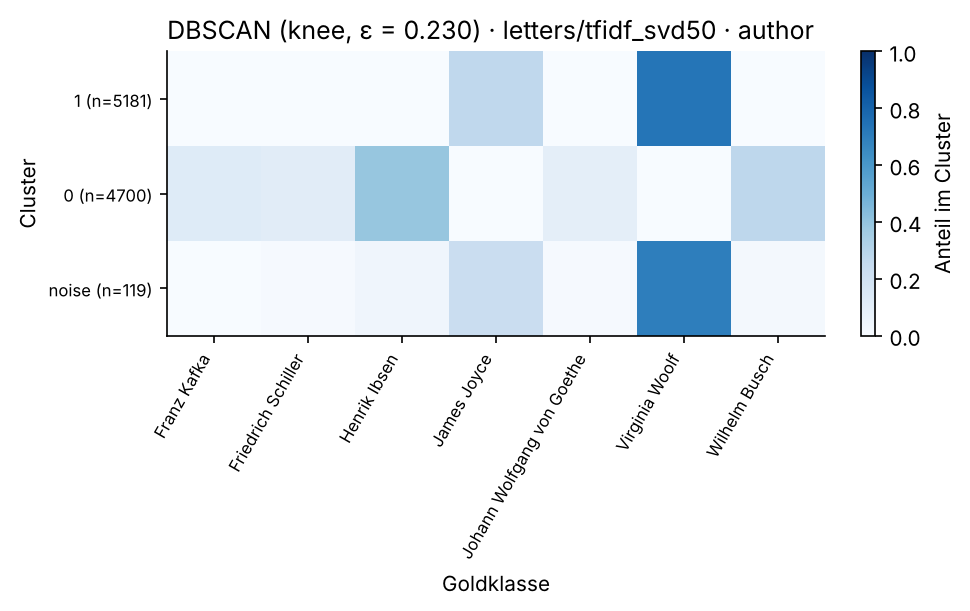 DBSCAN (knee, ε = 0.230) · letters/tfidf_svd50 · author
Cluster
1 (n=5181)
0 (n=4700)
noise (n=119)
Franz Kafka
Friedrich Schiller
Henrik Ibsen
James Joyce
Johann Wolfgang von Goethe
Virginia Woolf
Wilhelm Busch
Goldklasse
1.0
0.8
0.6
0.4
0.2
0.0
Anteil im Cluster